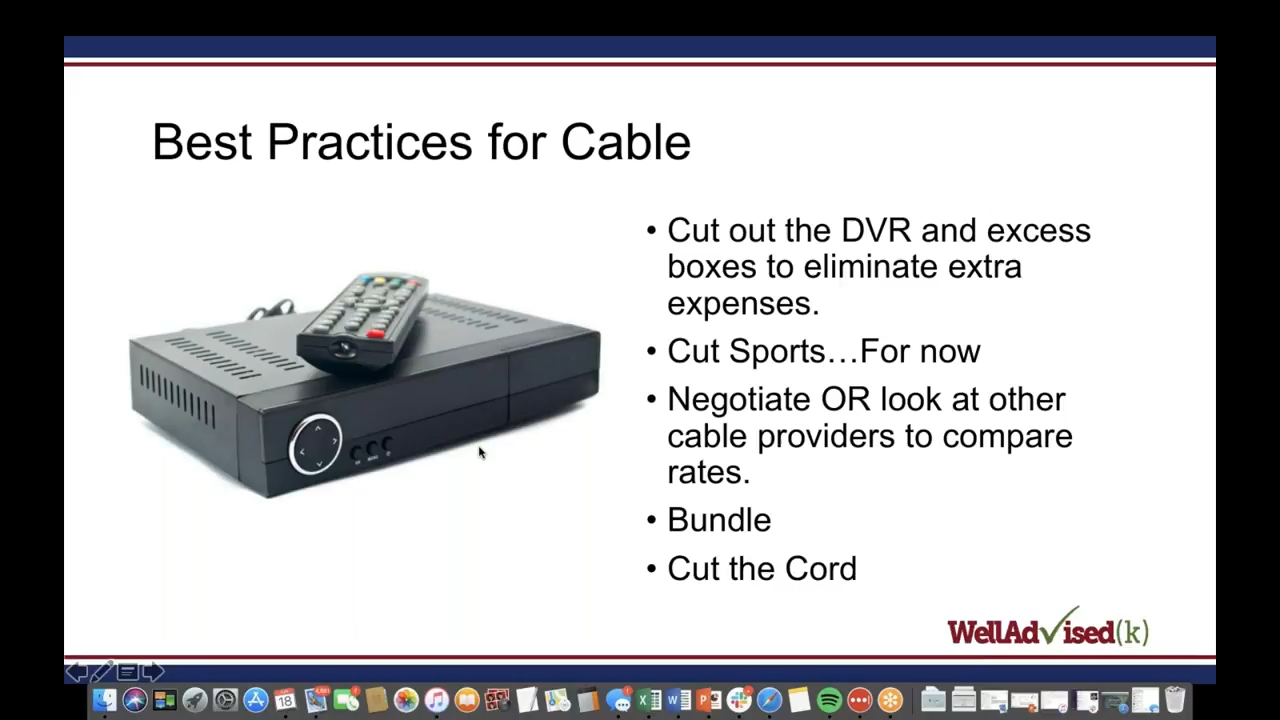 Best Practices for Cable
• Cut out the DVR and excess
boxes to eliminate extra
expenses.
• Cut Sports…For now
• Negotiate OR look at other
cable providers to compare
rates.
• Bundle
• Cut the Cord
WellAdvised(k)
18